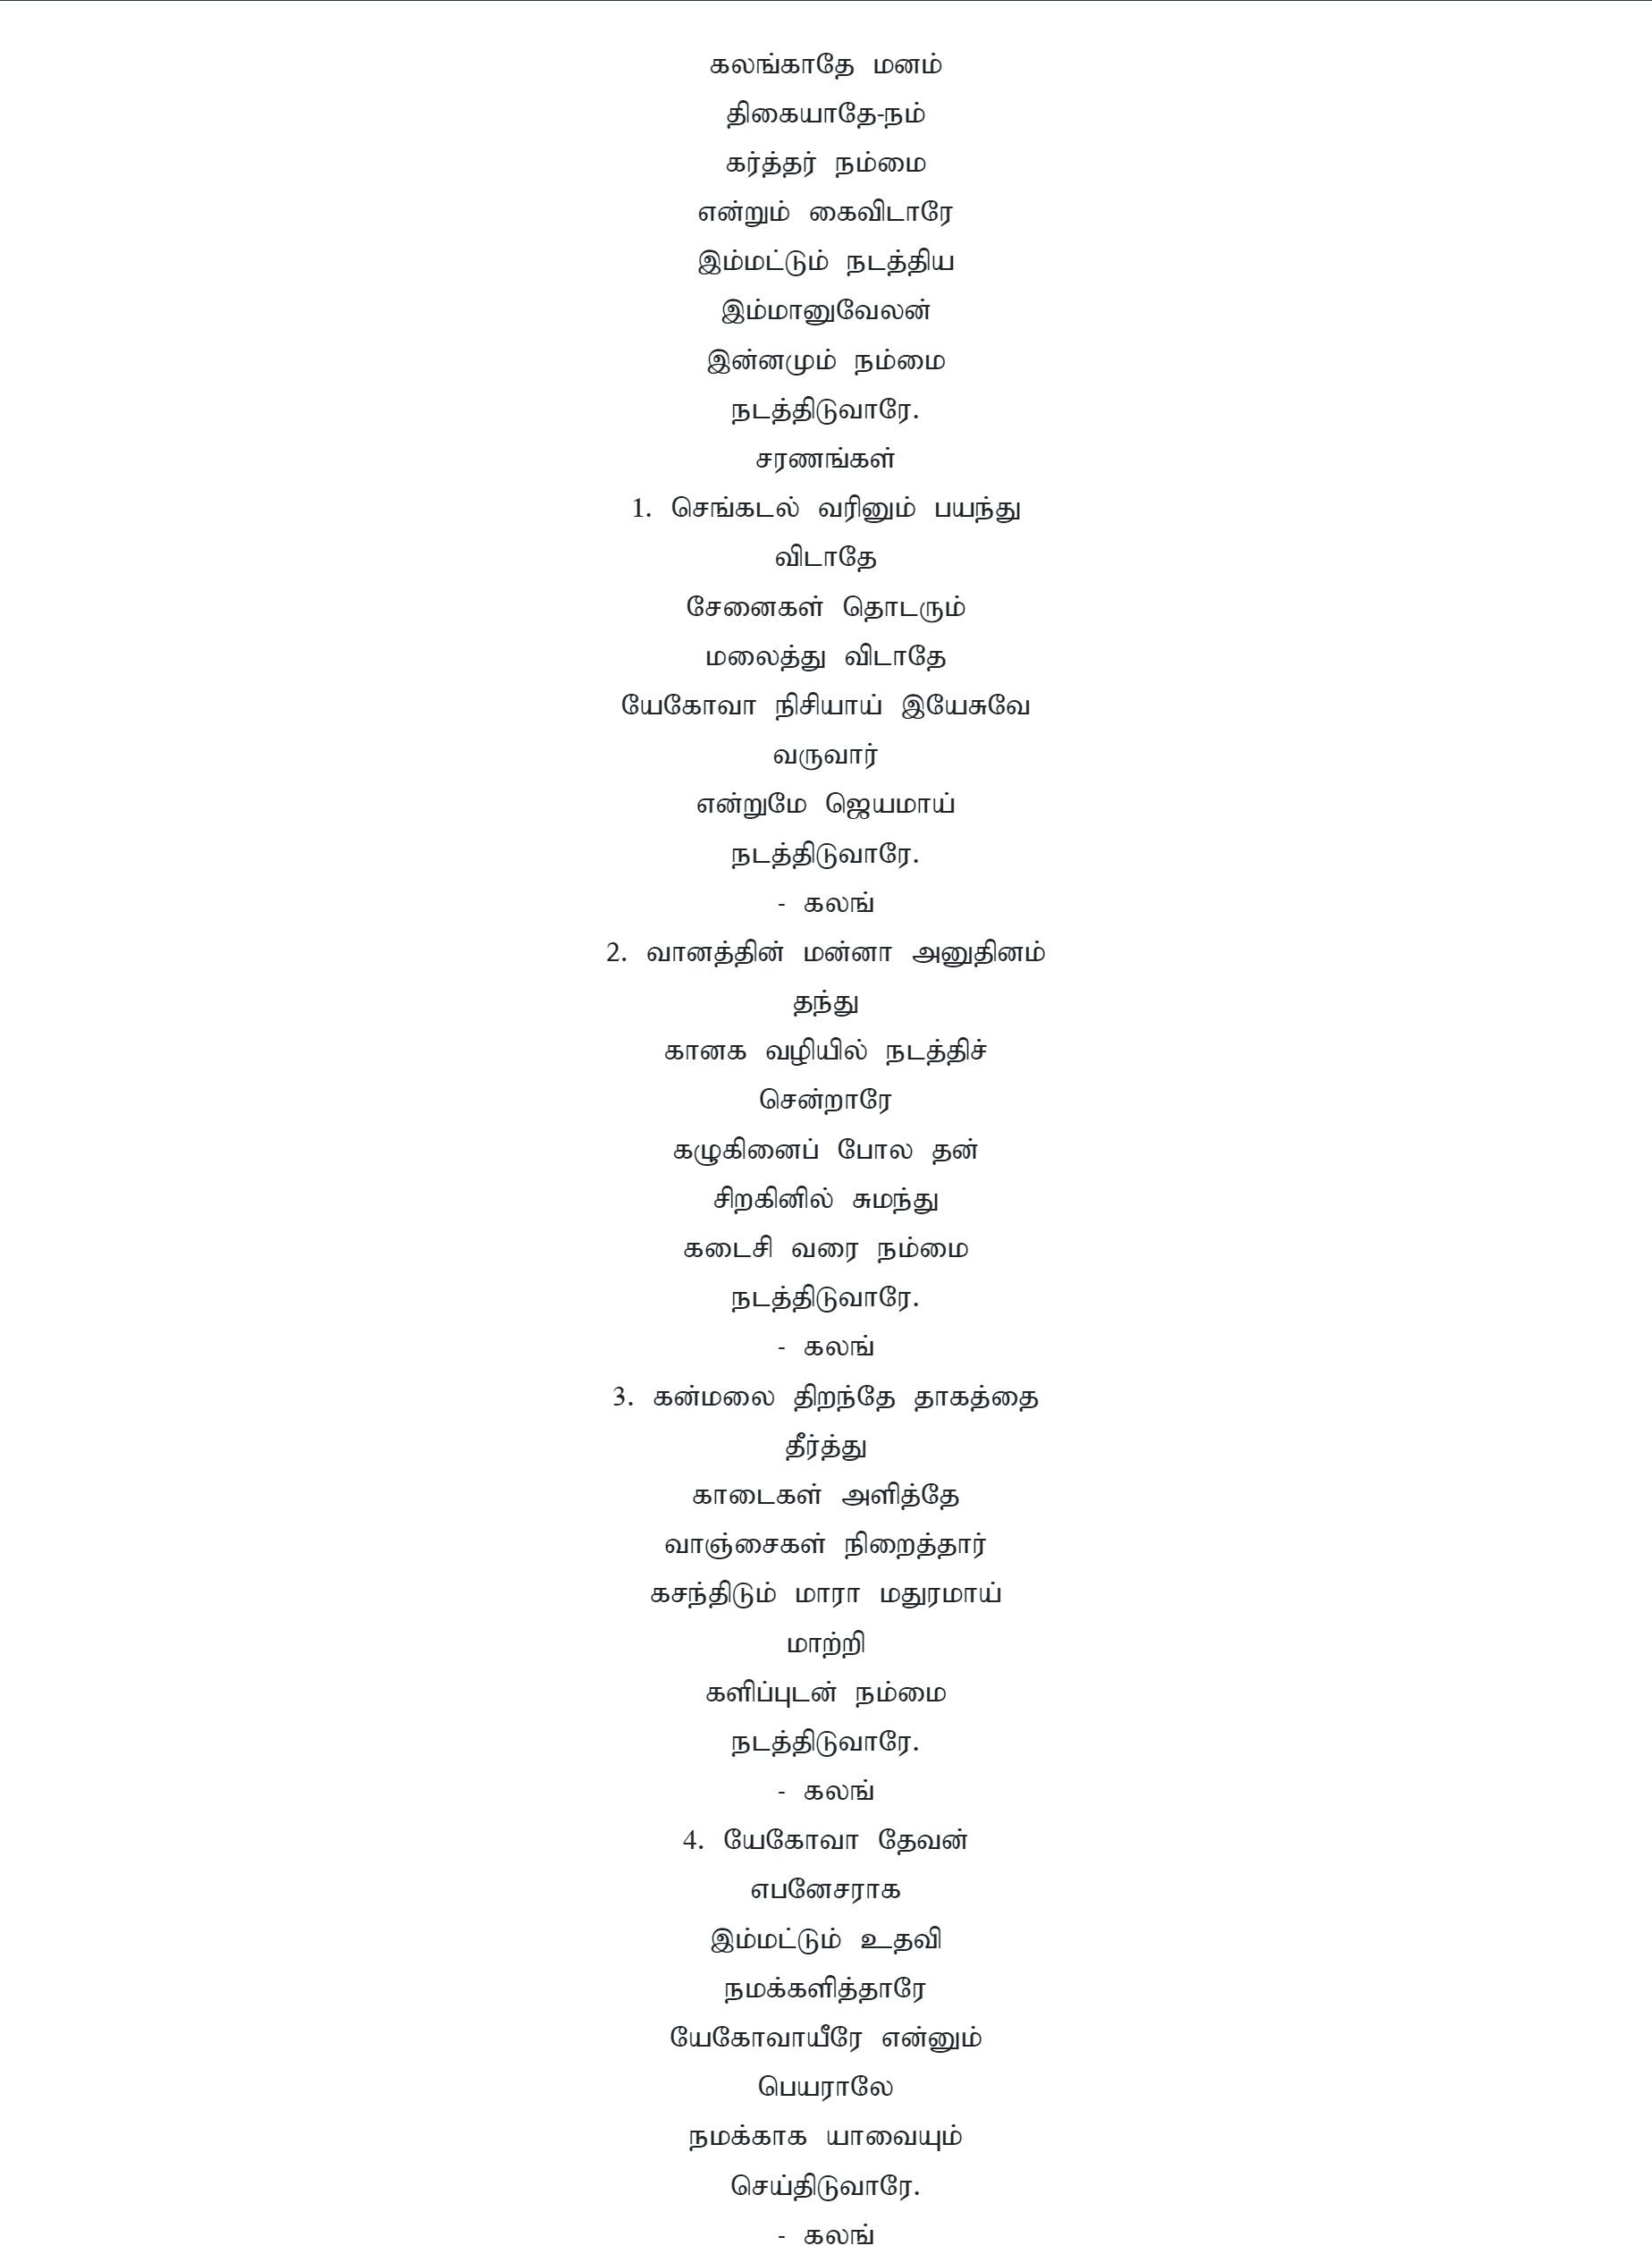 கலங்காதே மனம்
திகையாதே-நம்
கர்த்தர் நம்மை
என்றும் கைவிடாரே
இம்மட்டும் நடத்திய
இம்மானுவேலன்
இன்னமும் நம்மை
நடத்திடுவாரே.
சரணங்கள்
1. செங்கடல் வரினும் பயந்து
விடாதே
சேனைகள் தொடரும்
மலைத்து விடாதே
யேகோவா நிசியாய் இயேசுவே
வருவார்
என்றுமே ஜெயமாய்
நடத்திடுவாரே.
- கலங்
2. வானத்தின் மன்னா அனுதினம்
தந்து
கானக வழியில் நடத்திச்
சென்றாரே
கழுகினைப் போல தன்
சிறகினில் சுமந்து
கடைசி வரை நம்மை
நடத்திடுவாரே.
- கலங்
3. கன்மலை திறந்தே தாகத்தை
தீர்த்து
காடைகள் அளித்தே
வாஞ்சைகள் நிறைத்தார்
கசந்திடும் மாரா மதுரமாய்
மாற்றி
களிப்புடன் நம்மை
நடத்திடுவாரே.
- கலங்
4. யேகோவா தேவன்
எபனேசராக
இம்மட்டும் உதவி
நமக்களித்தாரே
யேகோவாயீரே என்னும்
பெயராலே
நமக்காக யாவையும்
செய்திடுவாரே.
- கலங்